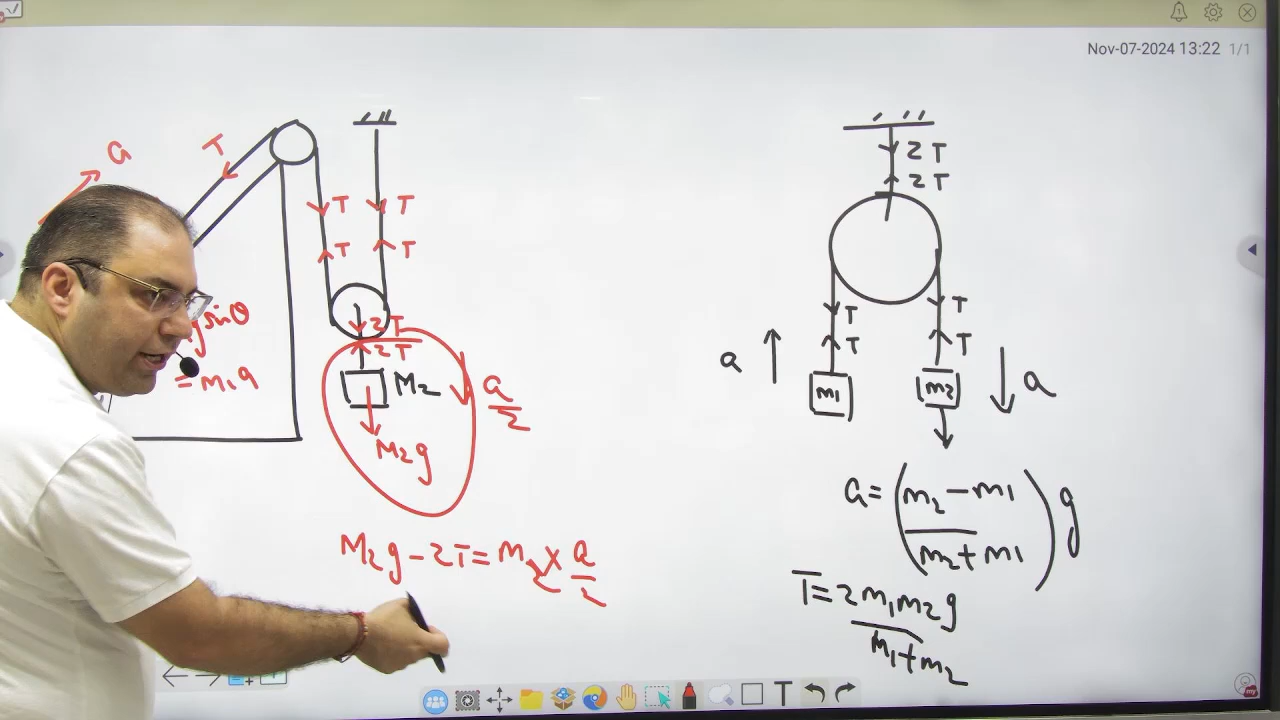 Nov-07-2024 13:22 1/1
a
T
T
T
T
T
sinθ
= m₁a
2T
2T
M₂
a/2
M₂g
M₂g - 2T = m₂ × a/2
2T
2T
T
T
T
T
a
m1
m2
a
a = (m₂ - m1 / m₂ + m1) g
T = 2m₁m₂g / m₁ + m₂
T